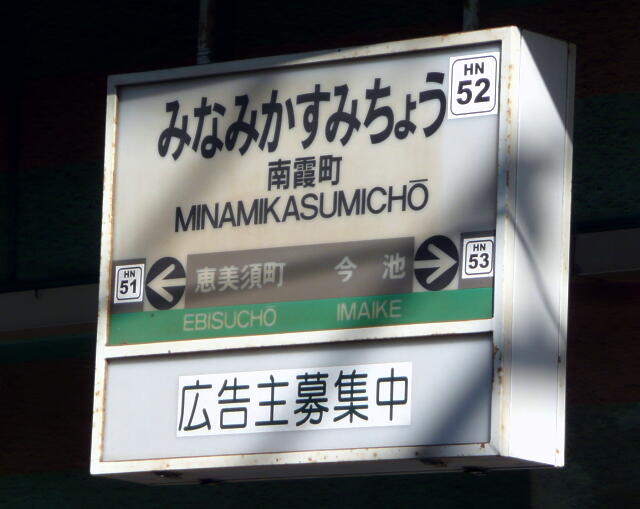 HN
52
みなみかすみちょう
南霞町
MINAMIKASUMICHŌ
HN
51
恵美須町 今池
HN
53
EBISUCHŌ IMAIKE
広告主募集中